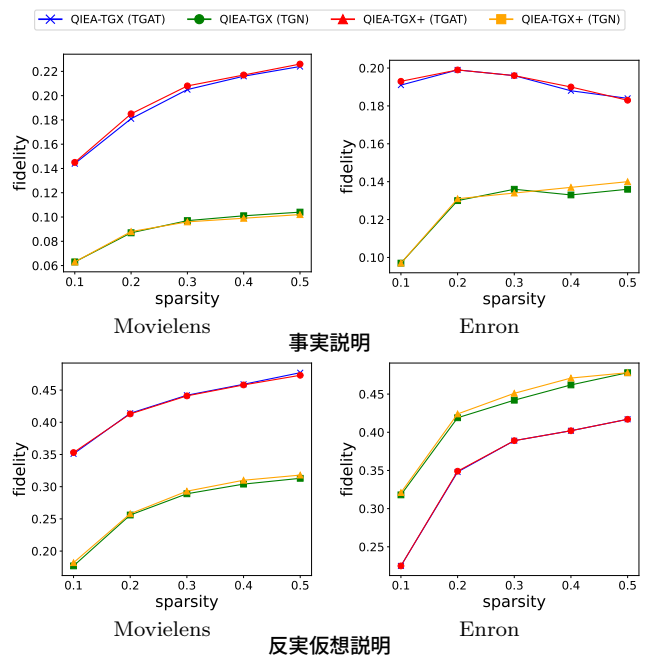 QIEA-TGX (TGAT) QIEA-TGX (TGN) QIEA-TGX+ (TGAT) QIEA-TGX+ (TGN)
0.22
0.20
0.18
0.16
0.14
0.12
0.10
0.08
0.06
fidelity
0.1 0.2 0.3 0.4 0.5
sparsity
Movielens
0.20
0.18
0.16
0.14
0.12
0.10
fidelity
0.1 0.2 0.3 0.4 0.5
sparsity
Enron
事実説明
0.45
0.40
0.35
0.30
0.25
0.20
fidelity
0.1 0.2 0.3 0.4 0.5
sparsity
Movielens
0.45
0.40
0.35
0.30
0.25
fidelity
0.1 0.2 0.3 0.4 0.5
sparsity
Enron
反実仮想説明